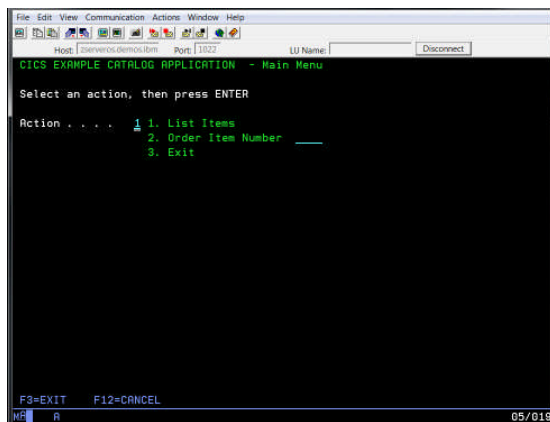 File Edit View Communication Actions Window Help
Host: zserveros.demos.ibm Port: 1022 LU Name: Disconnect
CICS EXAMPLE CATALOG APPLICATION - Main Menu
Select an action, then press ENTER
Action . . . . 1 1. List Items
2. Order Item Number
3. Exit
F3=EXIT F12=CANCEL
MA A 05/019